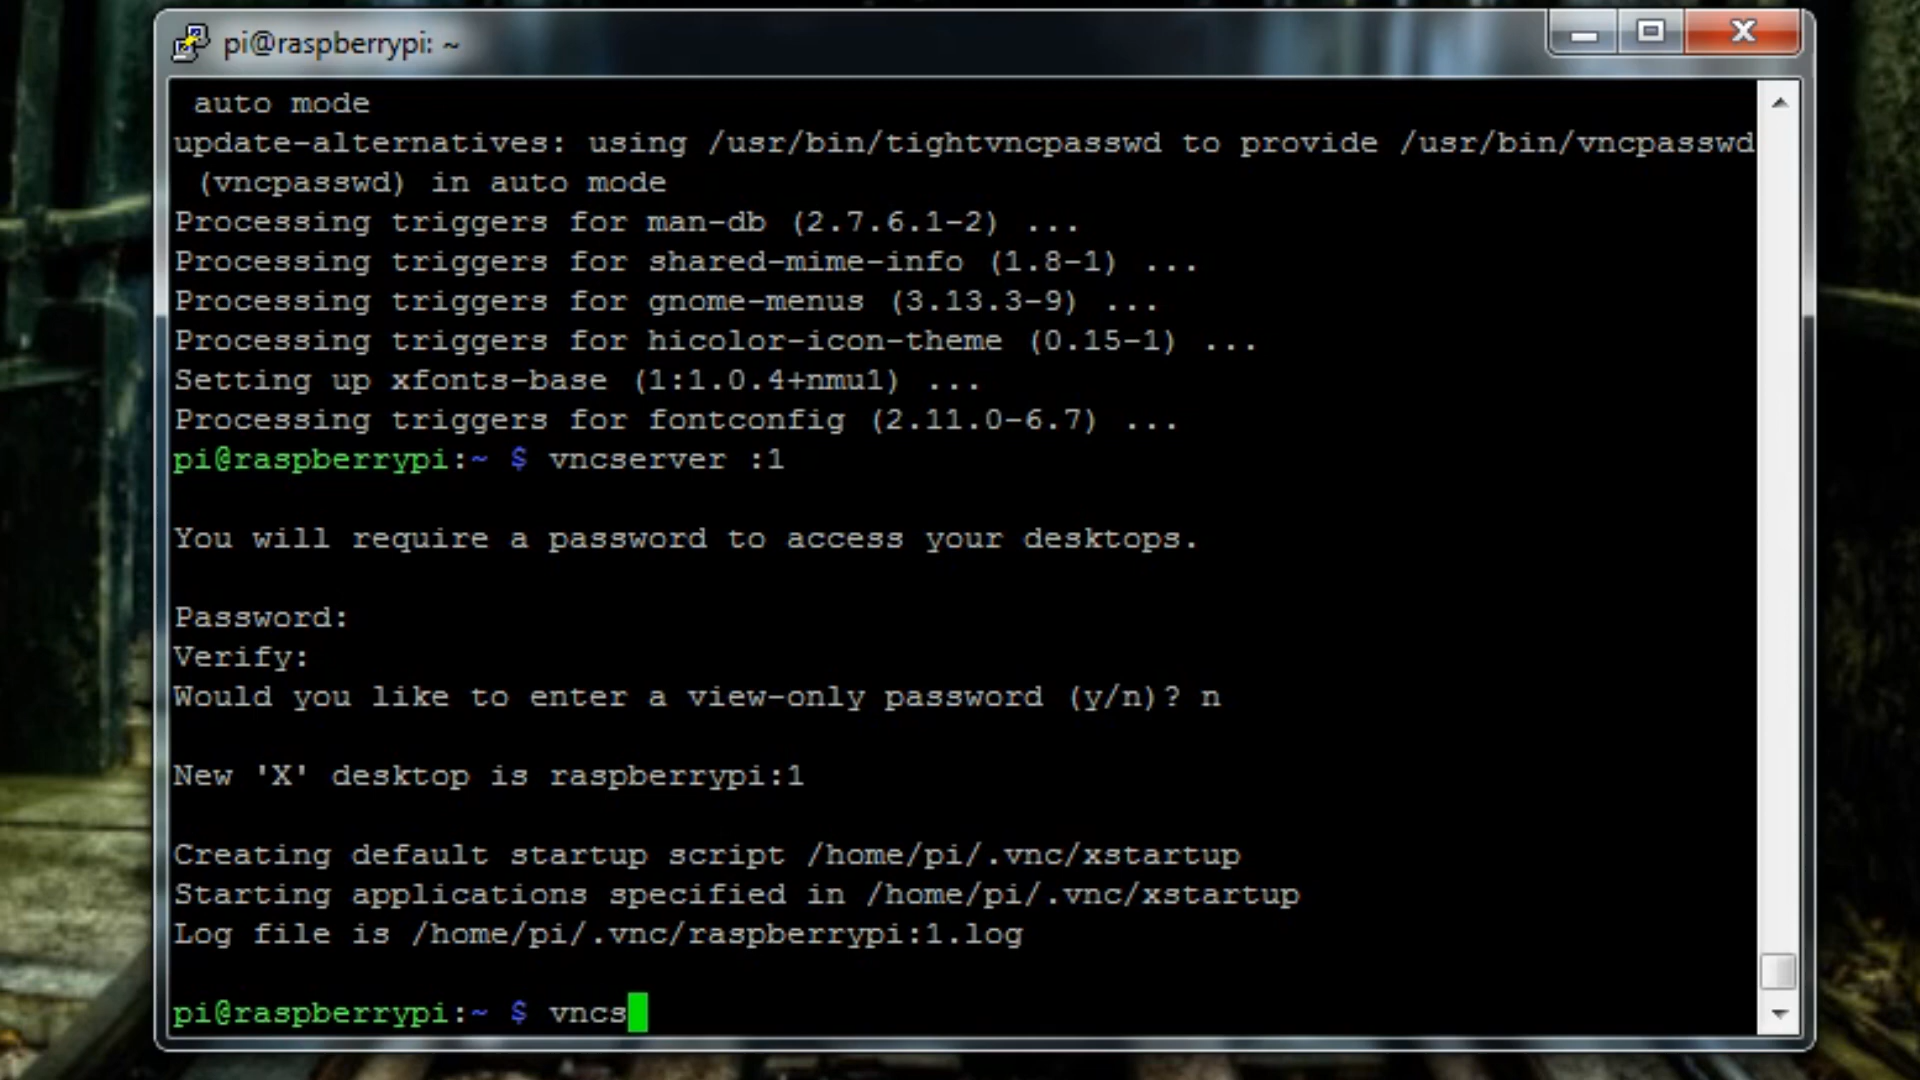 pi@raspberrypi: ~
auto mode
update-alternatives: using /usr/bin/tightvncpasswd to provide /usr/bin/vncpasswd
(vncpasswd) in auto mode
Processing triggers for man-db (2.7.6.1-2) ...
Processing triggers for shared-mime-info (1.8-1) ...
Processing triggers for gnome-menus (3.13.3-9) ...
Processing triggers for hicolor-icon-theme (0.15-1) ...
Setting up xfonts-base (1:1.0.4+nmu1) ...
Processing triggers for fontconfig (2.11.0-6.7) ...
pi@raspberrypi:~ $ vncserver :1
You will require a password to access your desktops.
Password:
Verify:
Would you like to enter a view-only password (y/n)? n
New 'X' desktop is raspberrypi:1
Creating default startup script /home/pi/.vnc/xstartup
Starting applications specified in /home/pi/.vnc/xstartup
Log file is /home/pi/.vnc/raspberrypi:1.log
pi@raspberrypi:~ $ vncs